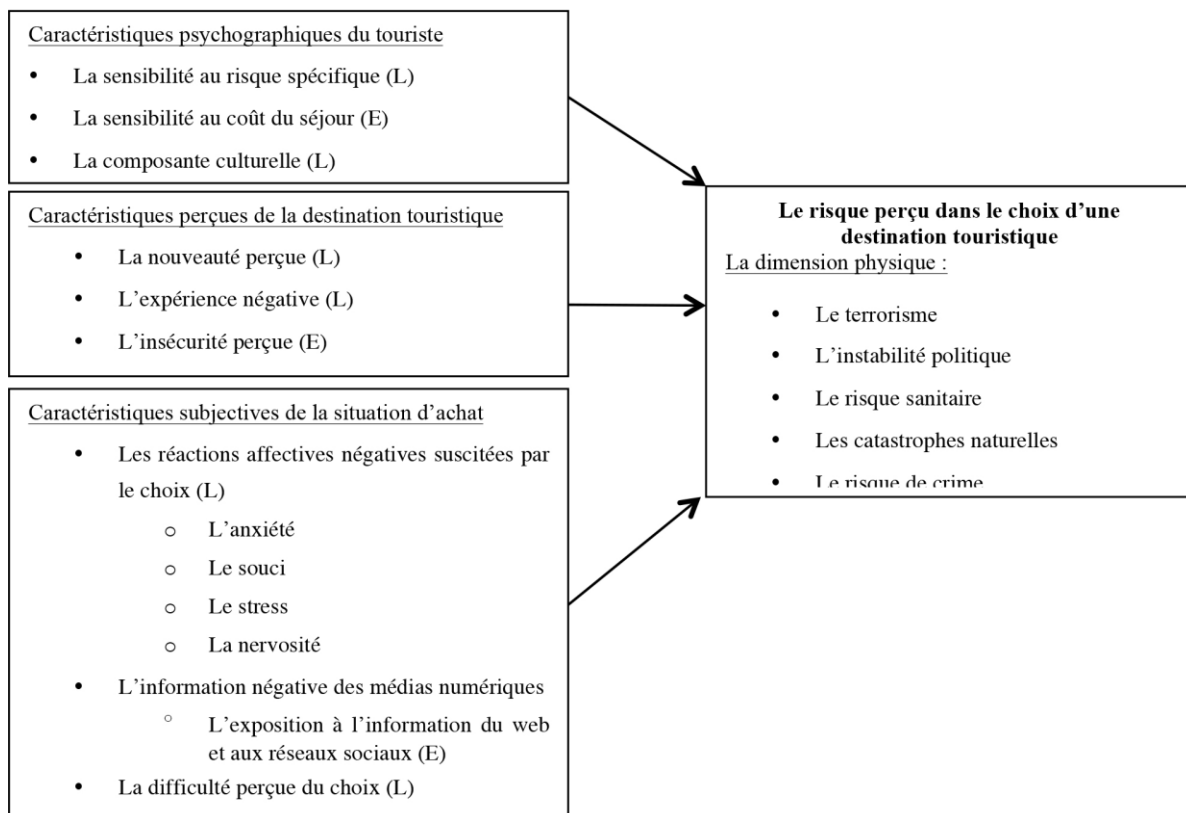 Caractéristiques psychographiques du touriste
• La sensibilité au risque spécifique (L)
• La sensibilité au coût du séjour (E)
• La composante culturelle (L)
Caractéristiques perçues de la destination touristique
• La nouveauté perçue (L)
• L’expérience négative (L)
• L’insécurité perçue (E)
Caractéristiques subjectives de la situation d’achat
• Les réactions affectives négatives suscitées par
le choix (L)
o L’anxiété
o Le souci
o Le stress
o La nervosité
• L’information négative des médias numériques
o L’exposition à l’information du web
et aux réseaux sociaux (E)
• La difficulté perçue du choix (L)
Le risque perçu dans le choix d’une
destination touristique
La dimension physique :
• Le terrorisme
• L’instabilité politique
• Le risque sanitaire
• Les catastrophes naturelles
• Le risque de crime